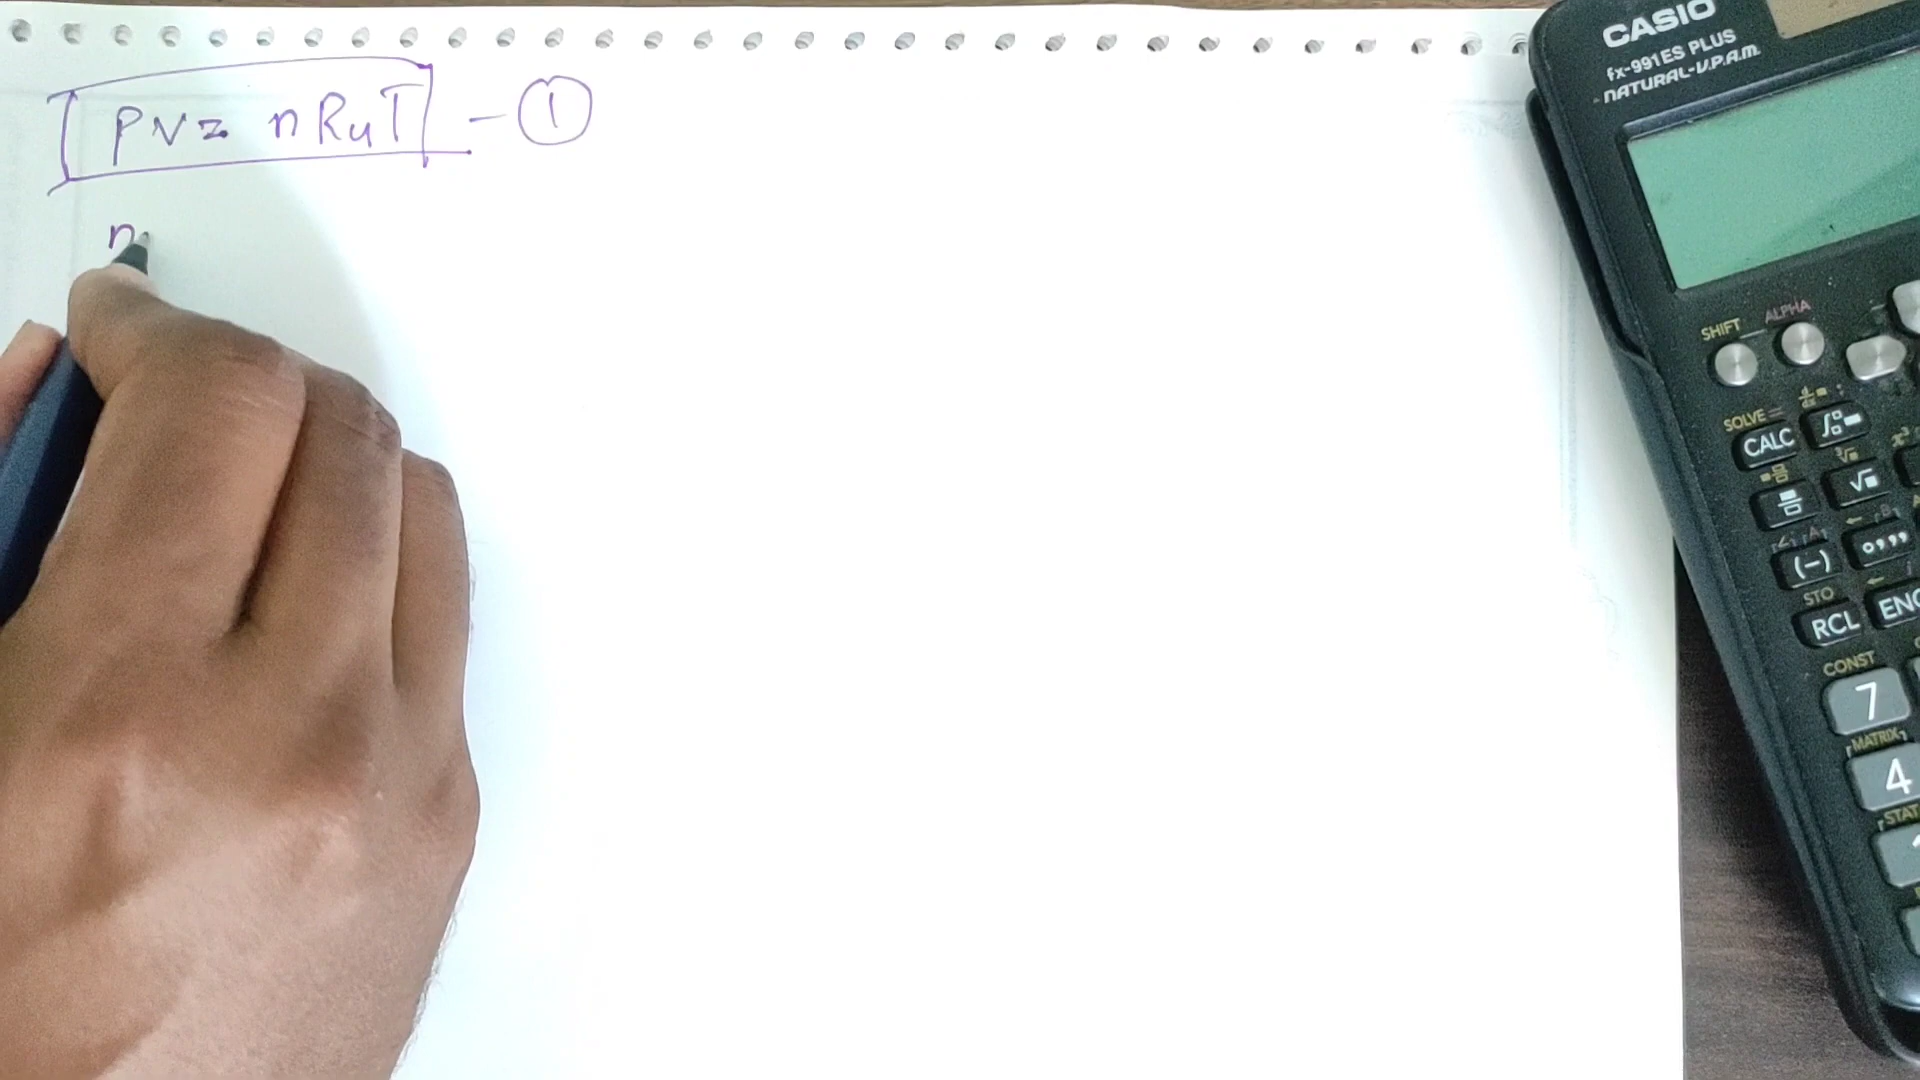 PV = nRuT — ①
n
CASIO
fx-991ES PLUS
NATURAL-V.P.A.M.
SHIFT ALPHA
SOLVE =
CALC
(−)
STO
RCL ENG
CONST
7
MATRIX
4
STAT